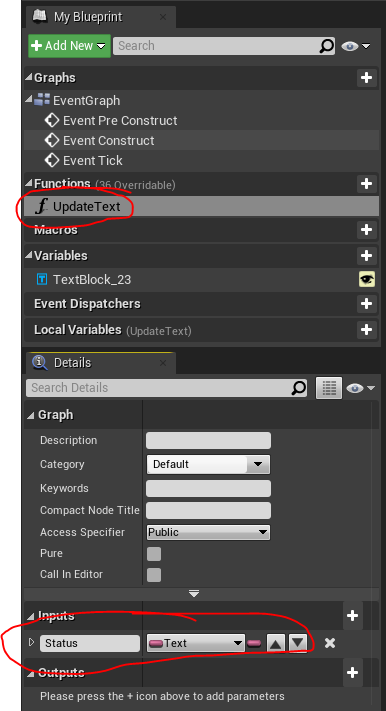 My Blueprint
Add New
Search
Graphs
EventGraph
Event Pre Construct
Event Construct
Event Tick
Functions (36 Overridable)
f UpdateText
Macros
Variables
T TextBlock_23
Event Dispatchers
Local Variables (UpdateText)
Details
Search Details
Graph
Description
Category Default
Keywords
Compact Node Title
Access Specifier Public
Pure
Call In Editor
Inputs
Status Text
Outputs
Please press the + icon above to add parameters